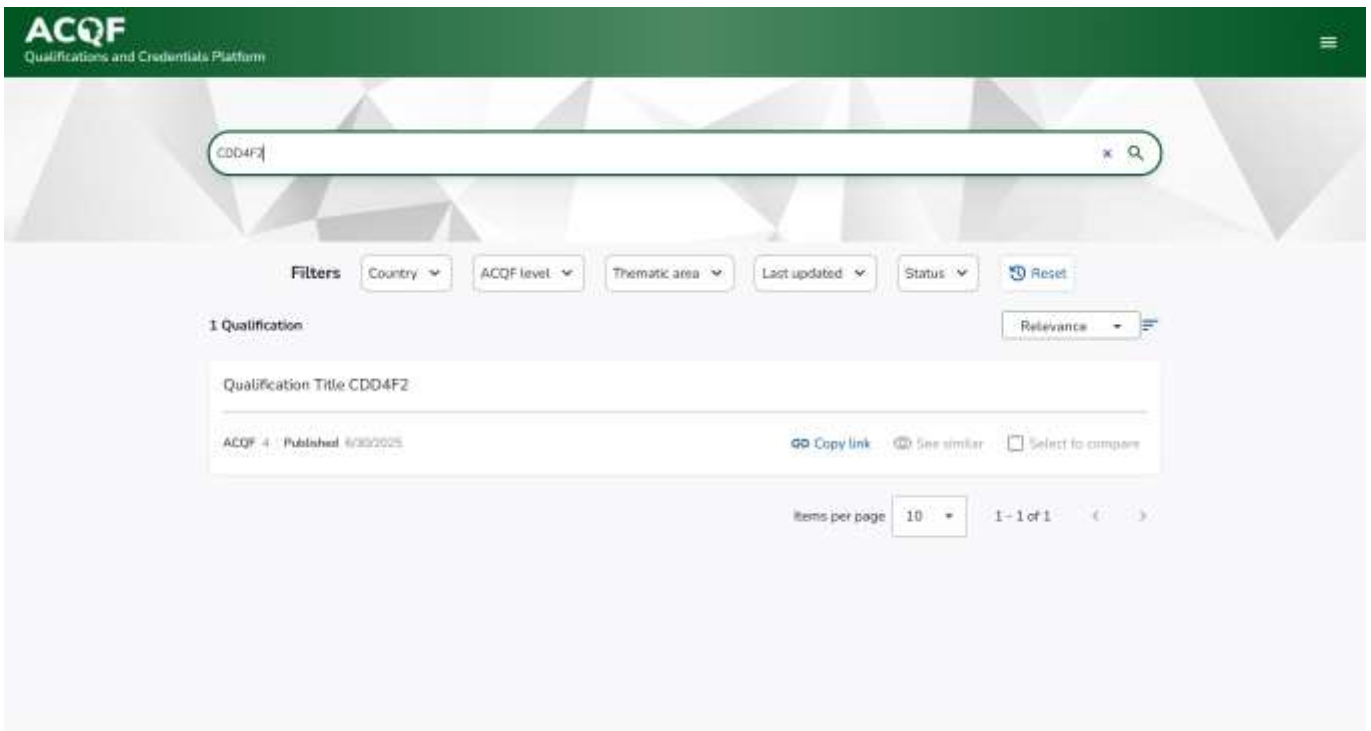 ACQF
Qualifications and Credentials Platform
CDD4F2
Filters Country ACQF level Thematic area Last updated Status Reset
1 Qualification Relevance
Qualification Title CDD4F2
ACQF 4 Published 6/30/2025 Copy link See similar Select to compare
Items per page 10 1 - 1 of 1